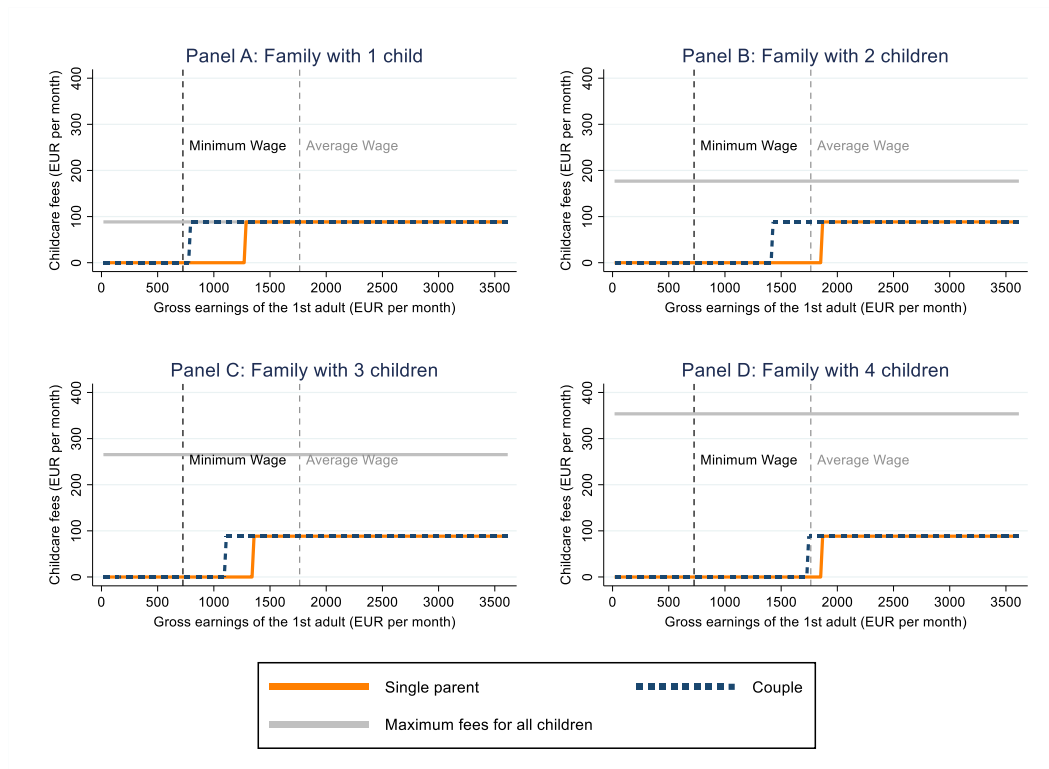 Panel A: Family with 1 child
Childcare fees (EUR per month)
400
300
200
100
0
Minimum Wage
Average Wage
0 500 1000 1500 2000 2500 3000 3500
Gross earnings of the 1st adult (EUR per month)
Panel B: Family with 2 children
Childcare fees (EUR per month)
400
300
200
100
0
Minimum Wage
Average Wage
0 500 1000 1500 2000 2500 3000 3500
Gross earnings of the 1st adult (EUR per month)
Panel C: Family with 3 children
Childcare fees (EUR per month)
400
300
200
100
0
Minimum Wage
Average Wage
0 500 1000 1500 2000 2500 3000 3500
Gross earnings of the 1st adult (EUR per month)
Panel D: Family with 4 children
Childcare fees (EUR per month)
400
300
200
100
0
Minimum Wage
Average Wage
0 500 1000 1500 2000 2500 3000 3500
Gross earnings of the 1st adult (EUR per month)
Single parent
Couple
Maximum fees for all children